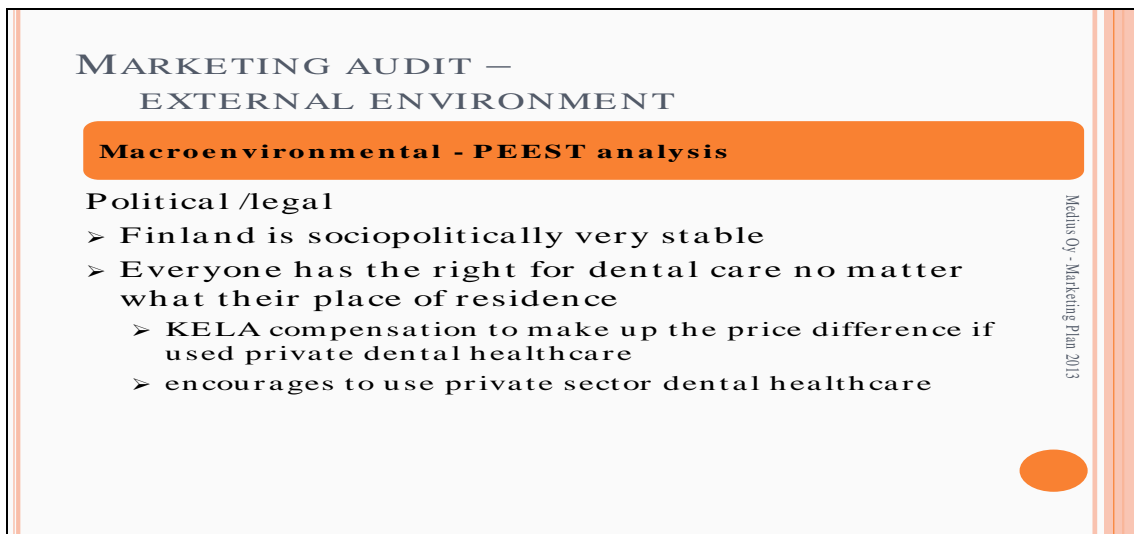 MARKETING AUDIT –
EXTERNAL ENVIRONMENT
Macroenvironmental - PEEST analysis
Political /legal
➢ Finland is sociopolitically very stable
➢ Everyone has the right for dental care no matter
what their place of residence
➢ KELA compensation to make up the price difference if
used private dental healthcare
➢ encourages to use private sector dental healthcare
Medius Oy - Marketing Plan 2013